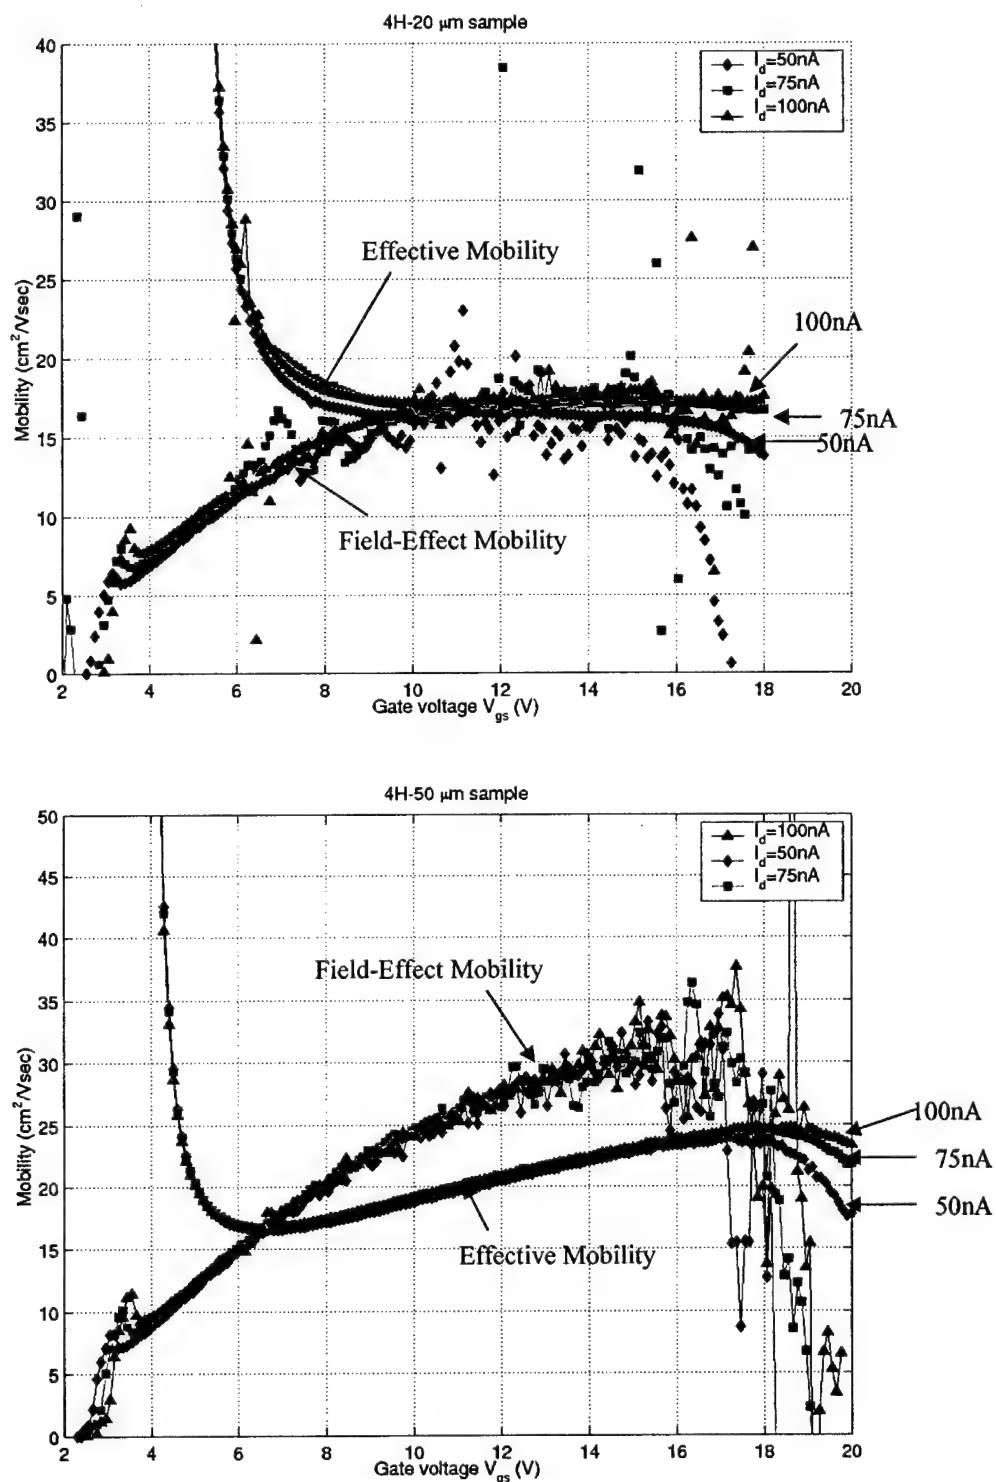 4H-20 μm sample
40
35
30
25
20
15
10
5
0
Mobility (cm²/Vsec)
I_d=50nA
I_d=75nA
I_d=100nA
Effective Mobility
Field-Effect Mobility
100nA
75nA
50nA
2 4 6 8 10 12 14 16 18 20
Gate voltage V_gs (V)
4H-50 μm sample
50
45
40
35
30
25
20
15
10
5
0
Mobility (cm²/Vsec)
I_d=100nA
I_d=50nA
I_d=75nA
Field-Effect Mobility
Effective Mobility
100nA
75nA
50nA
2 4 6 8 10 12 14 16 18 20
Gate voltage V_gs (V)